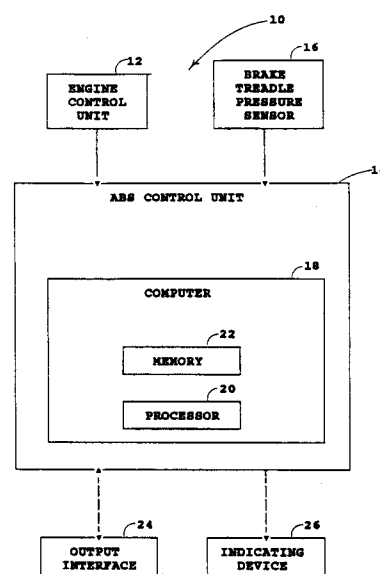 10
12
16
ENGINE
CONTROL
UNIT
BRAKE
TREADLE
PRESSURE
SENSOR
ABS CONTROL UNIT
18
COMPUTER
22
MEMORY
20
PROCESSOR
24
26
OUTPUT
INTERFACE
INDICATING
DEVICE